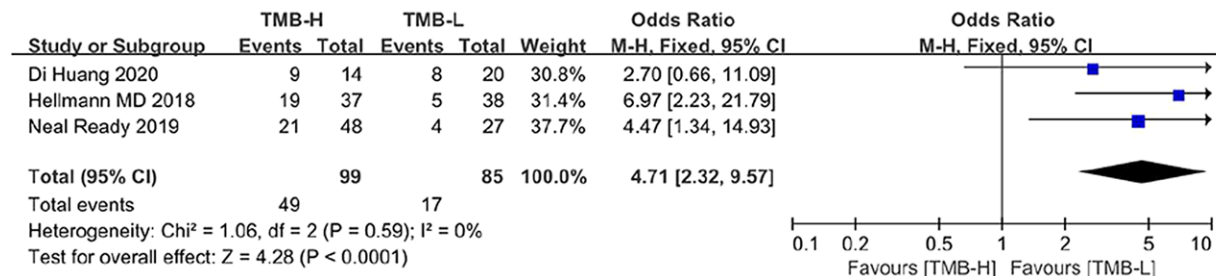 TMB-H TMB-L Odds Ratio Odds Ratio
Study or Subgroup Events Total Events Total Weight M-H, Fixed, 95% CI M-H, Fixed, 95% CI
Di Huang 2020 9 14 8 20 30.8% 2.70 [0.66, 11.09]
Hellmann MD 2018 19 37 5 38 31.4% 6.97 [2.23, 21.79]
Neal Ready 2019 21 48 4 27 37.7% 4.47 [1.34, 14.93]
Total (95% CI) 99 85 100.0% 4.71 [2.32, 9.57]
Total events 49 17
Heterogeneity: Chi² = 1.06, df = 2 (P = 0.59); I² = 0%
Test for overall effect: Z = 4.28 (P < 0.0001)
0.1 0.2 0.5 1 2 5 10
Favours [TMB-H] Favours [TMB-L]